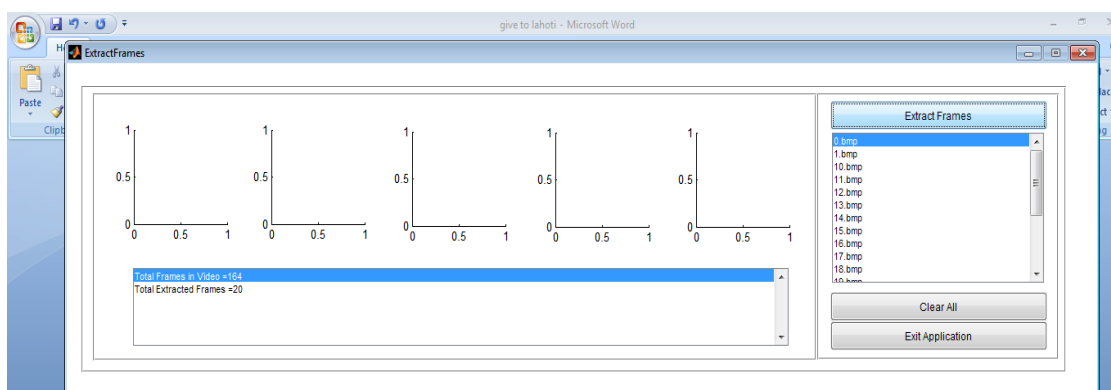 give to lahoti - Microsoft Word
ExtractFrames
Paste
1 1 1 1 1
0.5 0.5 0.5 0.5 0.5
0 0 0 0 0
0 0.5 1 0 0.5 1 0 0.5 1 0 0.5 1 0 0.5 1
Total Frames in Video =164
Total Extracted Frames =20
Extract Frames
0.bmp
1.bmp
10.bmp
11.bmp
12.bmp
13.bmp
14.bmp
15.bmp
16.bmp
17.bmp
18.bmp
19.bmp
Clear All
Exit Application